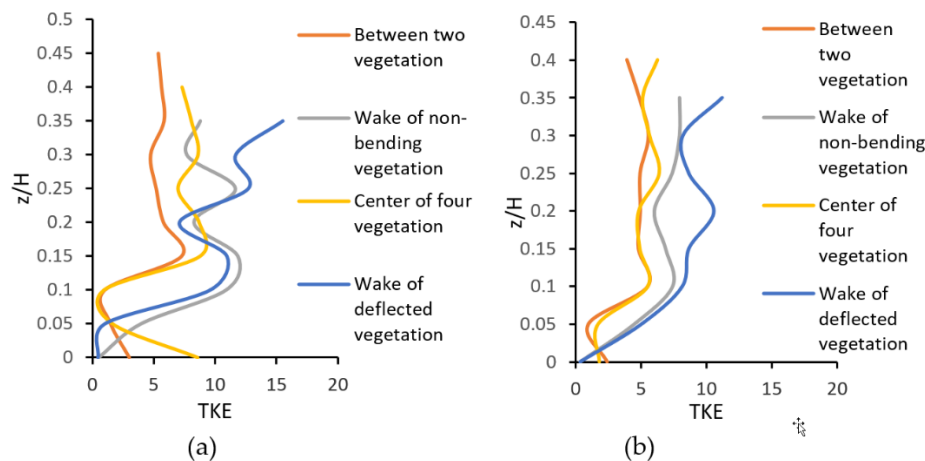 0.5
0.45
0.4
0.35
0.3
0.25
0.2
0.15
0.1
0.05
0
z/H
0
5
10
15
20
TKE
Between two
vegetation
Wake of non-
bending
vegetation
Center of four
vegetation
Wake of
deflected
vegetation
(a)
0.45
0.4
0.35
0.3
0.25
0.2
0.15
0.1
0.05
0
z/H
0
5
10
15
20
TKE
Between
two
vegetation
Wake of
non-bending
vegetation
Center of
four
vegetation
Wake of
deflected
vegetation
(b)